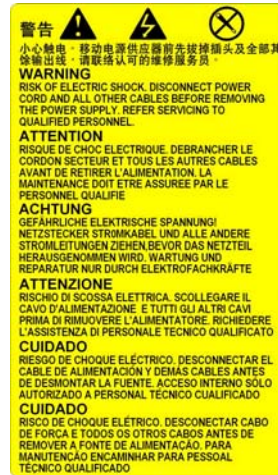 警告
小心触电，移动电源供应器前先拔掉插头及全部其
馀输出线，请联络认可的维修服务员。
WARNING
RISK OF ELECTRIC SHOCK. DISCONNECT POWER
CORD AND ALL OTHER CABLES BEFORE REMOVING
THE POWER SUPPLY. REFER SERVICING TO
QUALIFIED PERSONNEL.
ATTENTION
RISQUE DE CHOC ELECTRIQUE. DEBRANCHER LE
CORDON SECTEUR ET TOUS LES AUTRES CABLES
AVANT DE RETIRER L'ALIMENTATION. LA
MAINTENANCE DOIT ETRE ASSUREE PAR LE
PERSONNEL QUALIFIE
ACHTUNG
GEFÄHRLICHE ELEKTRISCHE SPANNUNG!
NETZSTECKER STROMKABEL UND ALLE ANDERE
STROMLEITUNGEN ZIEHEN,BEVOR DAS NETZTEIL
HERAUSGENOMMEN WIRD. WARTUNG UND
REPARATUR NUR DURCH ELEKTROFACHKRÄFTE
ATTENZIONE
RISCHIO DI SCOSSA ELETTRICA. SCOLLEGARE IL
CAVO D'ALIMENTAZIONE E TUTTI GLI ALTRI CAVI
PRIMA DI RIMUOVERE L'ALIMENTATORE. RICHIEDERE
L'ASSISTENZA DI PERSONALE TECNICO QUALIFICATO
CUIDADO
RIESGO DE CHOQUE ELÉCTRICO. DESCONNECTAR EL
CABLE DE ALIMENTACIÓN Y DEMÁS CABLES ANTES
DE DESMONTAR LA FUENTE. ACCESO INTERNO SÓLO
AUTORIZADO A PERSONAL TÉCNICO CUALIFICADO
CUIDADO
RISCO DE CHOQUE ELÉTRICO. DESCONECTAR CABO
DE FORÇA E TODOS OS OTROS CABOS ANTES DE
REMOVER A FONTE DE ALIMENTAÇÃO. PARA
MANUTENÇÃO ENCAMINHAR PARA PESSOAL
TÉCNICO QUALIFICADO